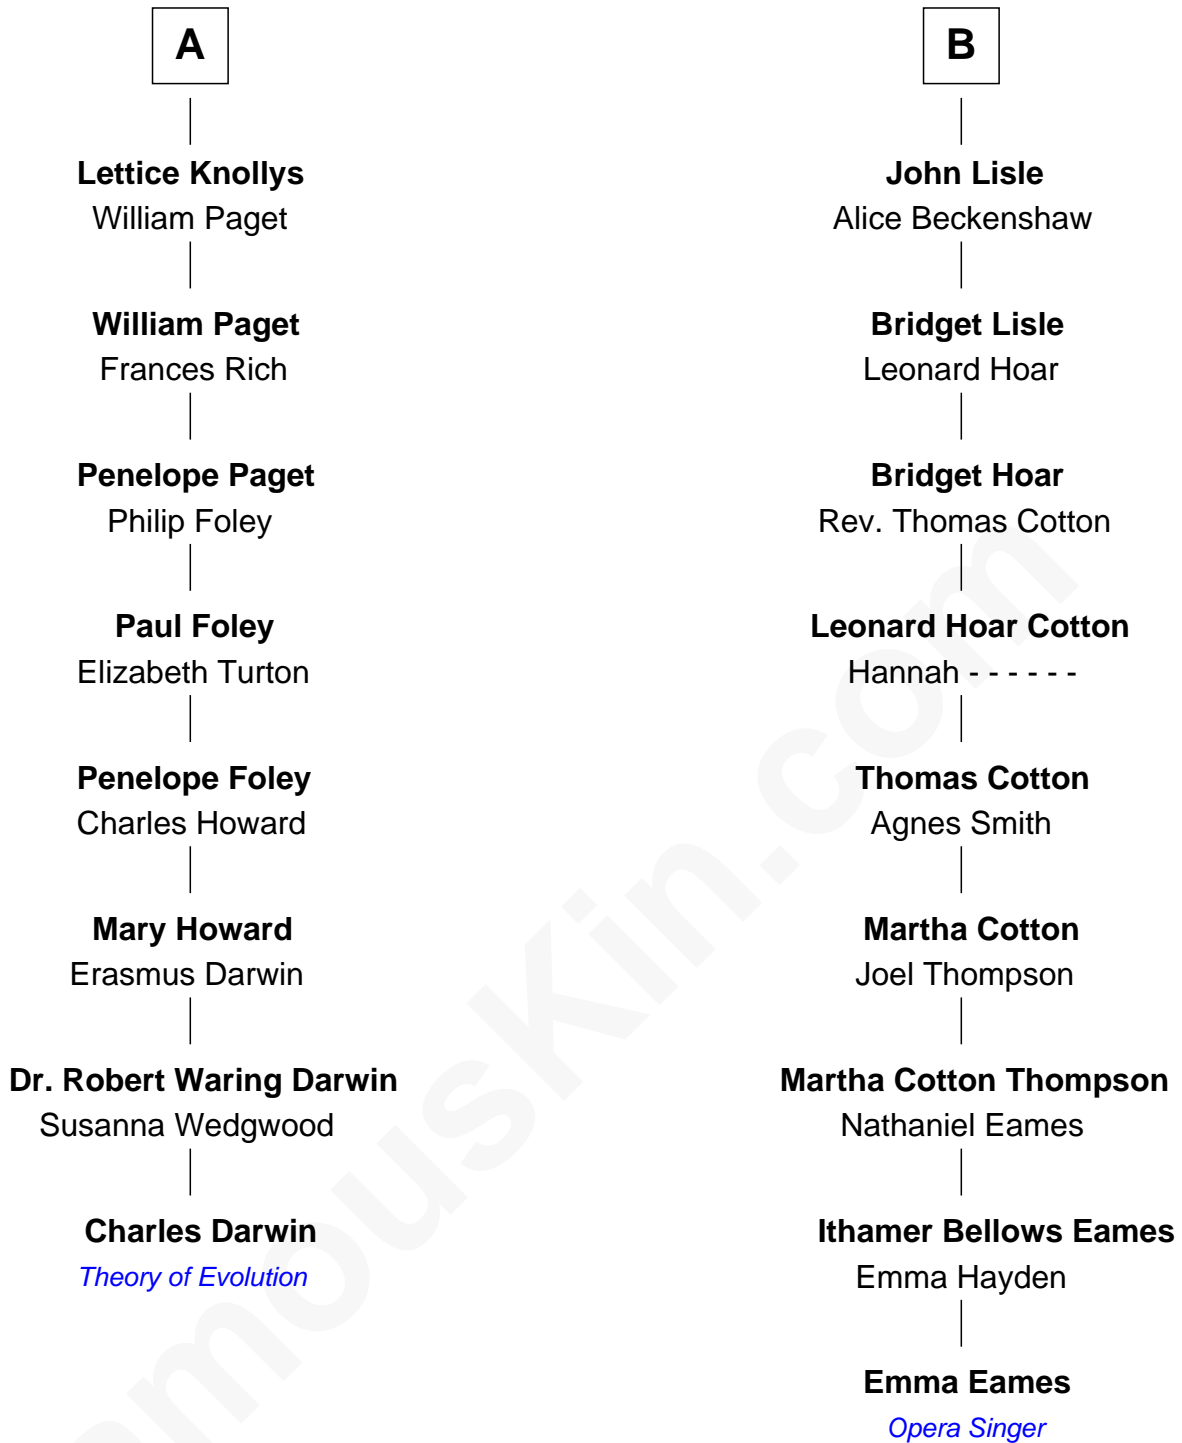 A
Lettice Knollys
William Paget
William Paget
Frances Rich
Penelope Paget
Philip Foley
Paul Foley
Elizabeth Turton
Penelope Foley
Charles Howard
Mary Howard
Erasmus Darwin
Dr. Robert Waring Darwin
Susanna Wedgwood
Charles Darwin
Theory of Evolution
B
John Lisle
Alice Beckenshaw
Bridget Lisle
Leonard Hoar
Bridget Hoar
Rev. Thomas Cotton
Leonard Hoar Cotton
Hannah - - - - - -
Thomas Cotton
Agnes Smith
Martha Cotton
Joel Thompson
Martha Cotton Thompson
Nathaniel Eames
Ithamer Bellows Eames
Emma Hayden
Emma Eames
Opera Singer
amouskin.com